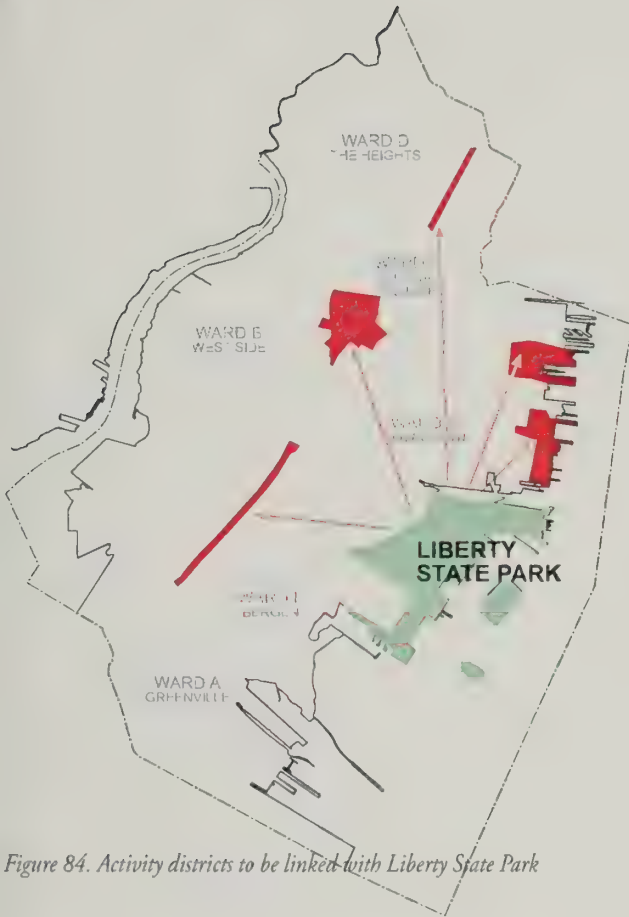 WARD D
THE HEIGHTS
WARD B
WEST SIDE
LIBERTY
STATE PARK
BERGEN
WARD A
GREENVILLE
Figure 84. Activity districts to be linked with Liberty State Park